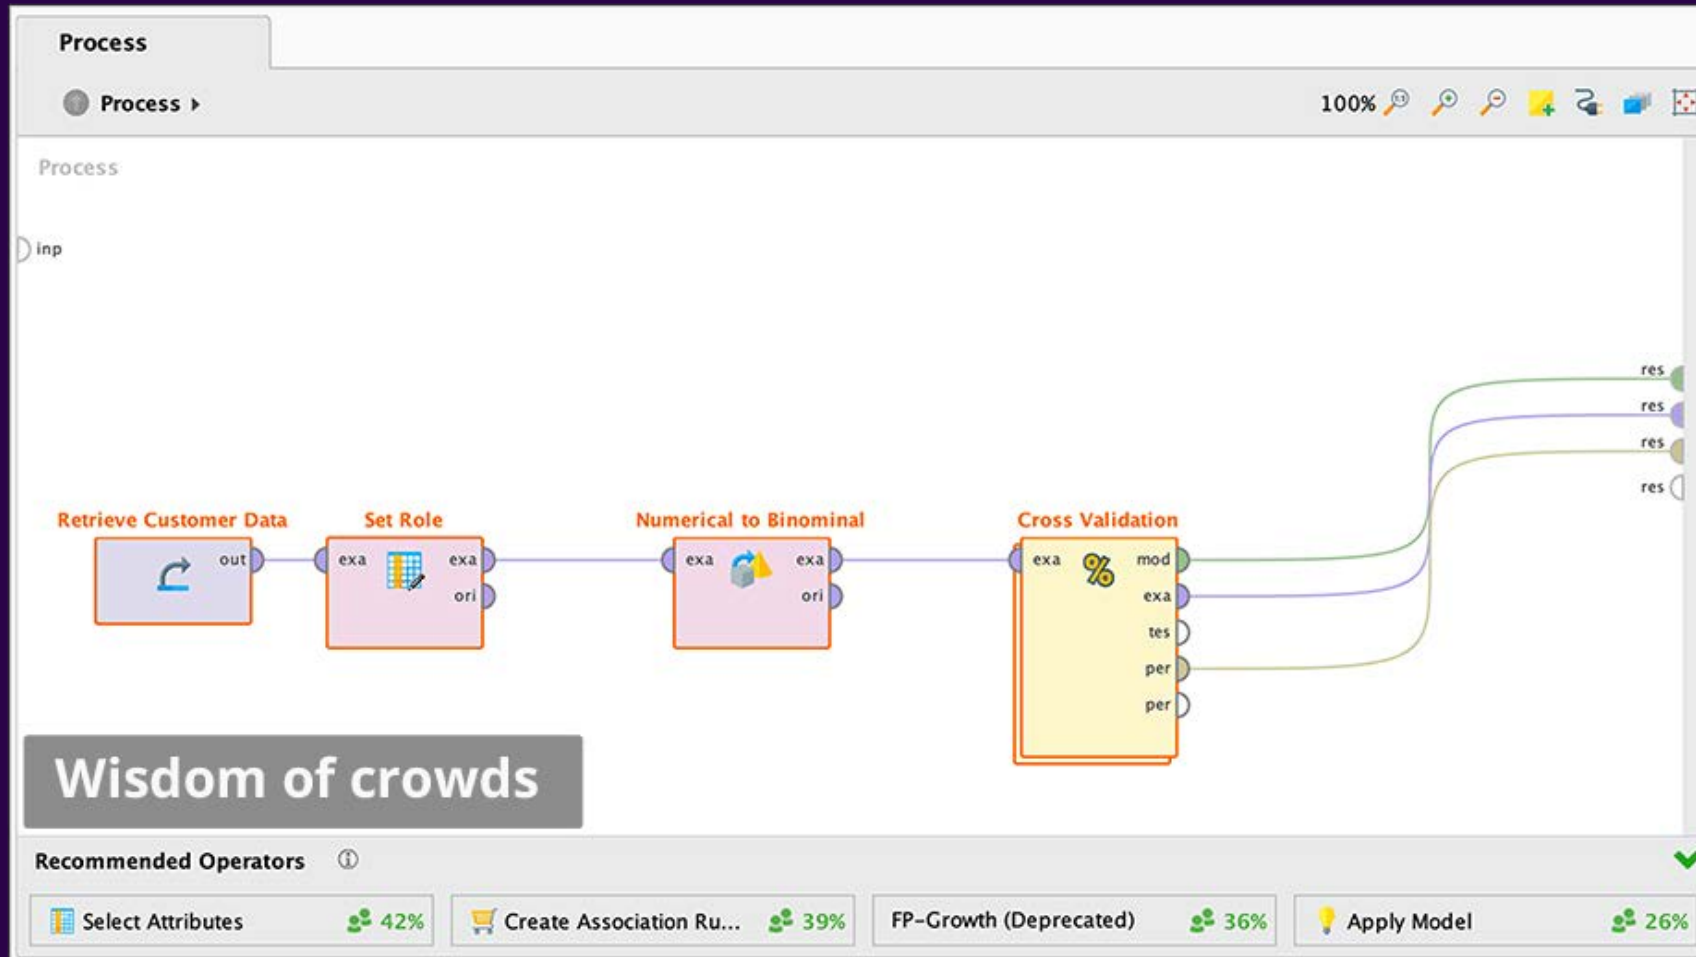 Process
Process
100%
Process
inp
res
res
res
res
Retrieve Customer Data
Set Role
Numerical to Binominal
Cross Validation
out
exa
exa
ori
exa
exa
ori
exa
mod
exa
tes
per
per
Wisdom of crowds
Recommended Operators
Select Attributes 42%
Create Association Ru... 39%
FP-Growth (Deprecated) 36%
Apply Model 26%